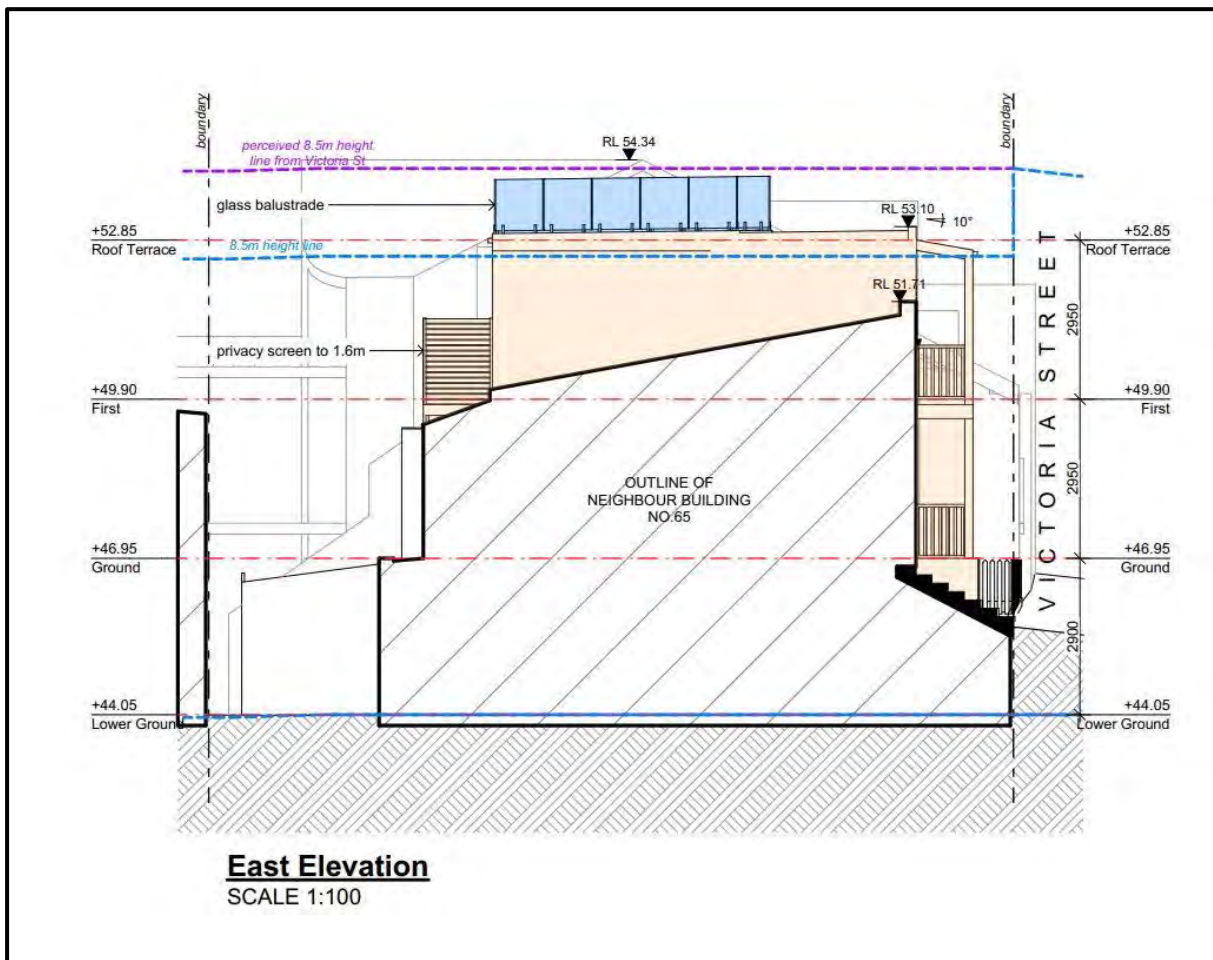 boundary
boundary
perceived 8.5m height
line from Victoria St
RL 54.34
glass balustrade
RL 53.10
10°
+52.85
Roof Terrace
8.5m height line
+52.85
Roof Terrace
RL 51.71
2950
privacy screen to 1.6m
+49.90
First
+49.90
First
VICTORIA STREET
2950
OUTLINE OF
NEIGHBOUR BUILDING
NO.65
+46.95
Ground
+46.95
Ground
2900
+44.05
Lower Ground
+44.05
Lower Ground
East Elevation
SCALE 1:100